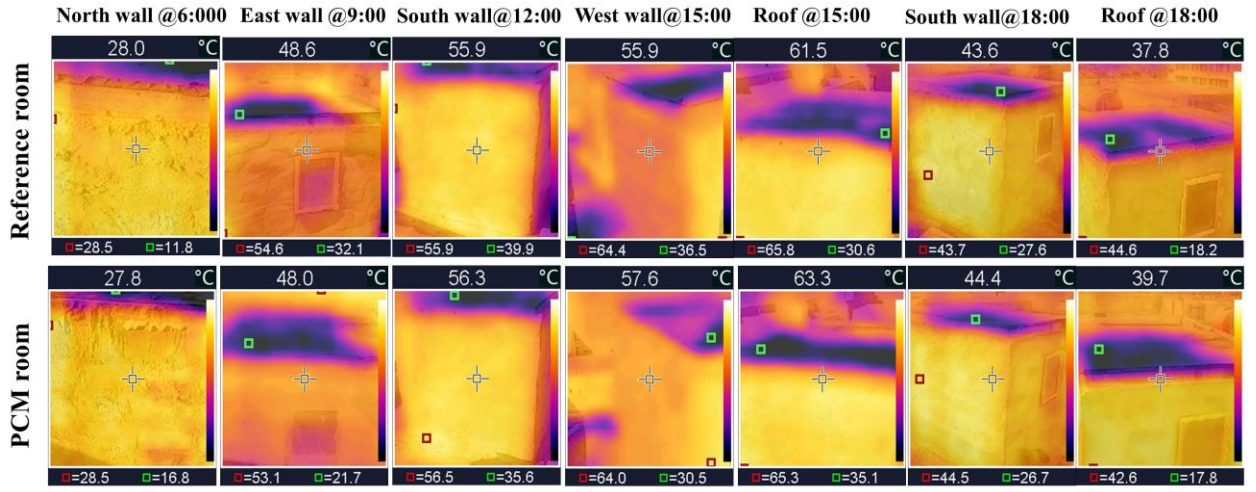 North wall @6:000 East wall @9:00 South wall@12:00 West wall@15:00 Roof @15:00 South wall@18:00 Roof @18:00
Reference room
28.0 °C 48.6 °C 55.9 °C 55.9 °C 61.5 °C 43.6 °C 37.8 °C
=28.5 =11.8 =54.6 =32.1 =55.9 =39.9 =64.4 =36.5 =65.8 =30.6 =43.7 =27.6 =44.6 =18.2
PCM room
27.8 °C 48.0 °C 56.3 °C 57.6 °C 63.3 °C 44.4 °C 39.7 °C
=28.5 =16.8 =53.1 =21.7 =56.5 =35.6 =64.0 =30.5 =65.3 =35.1 =44.5 =26.7 =42.6 =17.8